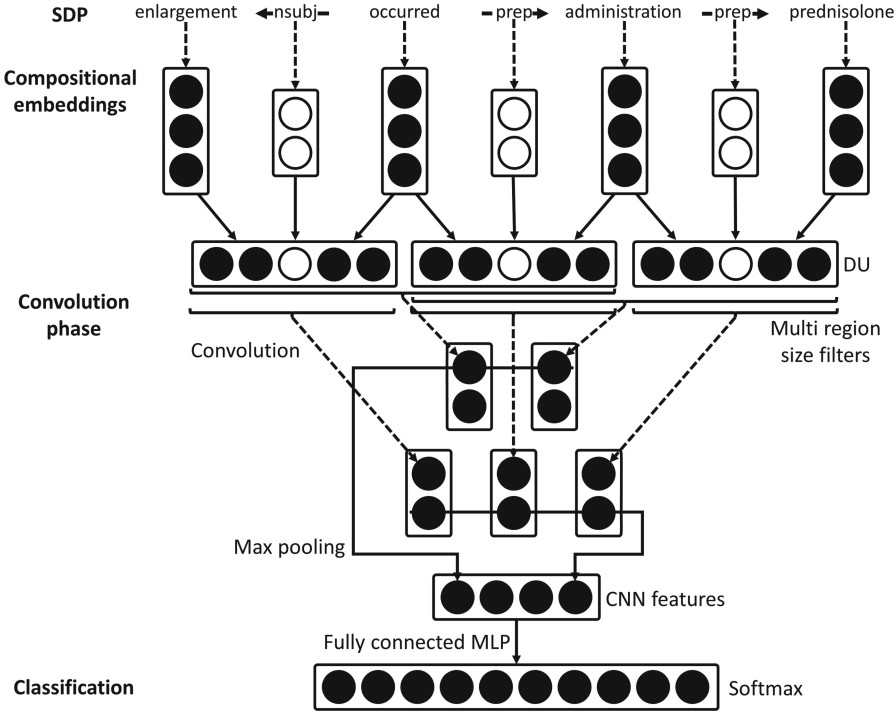 SDP enlargement nsubj occurred prep administration prep prednisolone
Compositional
embeddings
DU
Convolution
phase
Multi region
size filters
Convolution
Max pooling
CNN features
Fully connected MLP
Classification
Softmax